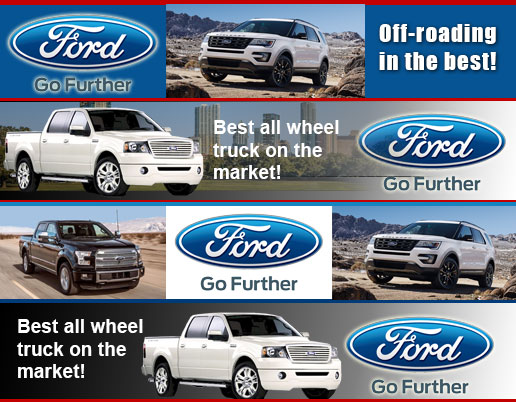 Ford
Go Further
Off-roading
in the best!
Best all wheel
truck on the
market!
Ford
Go Further
Ford
Go Further
Best all wheel
truck on the
market!
Ford
Go Further